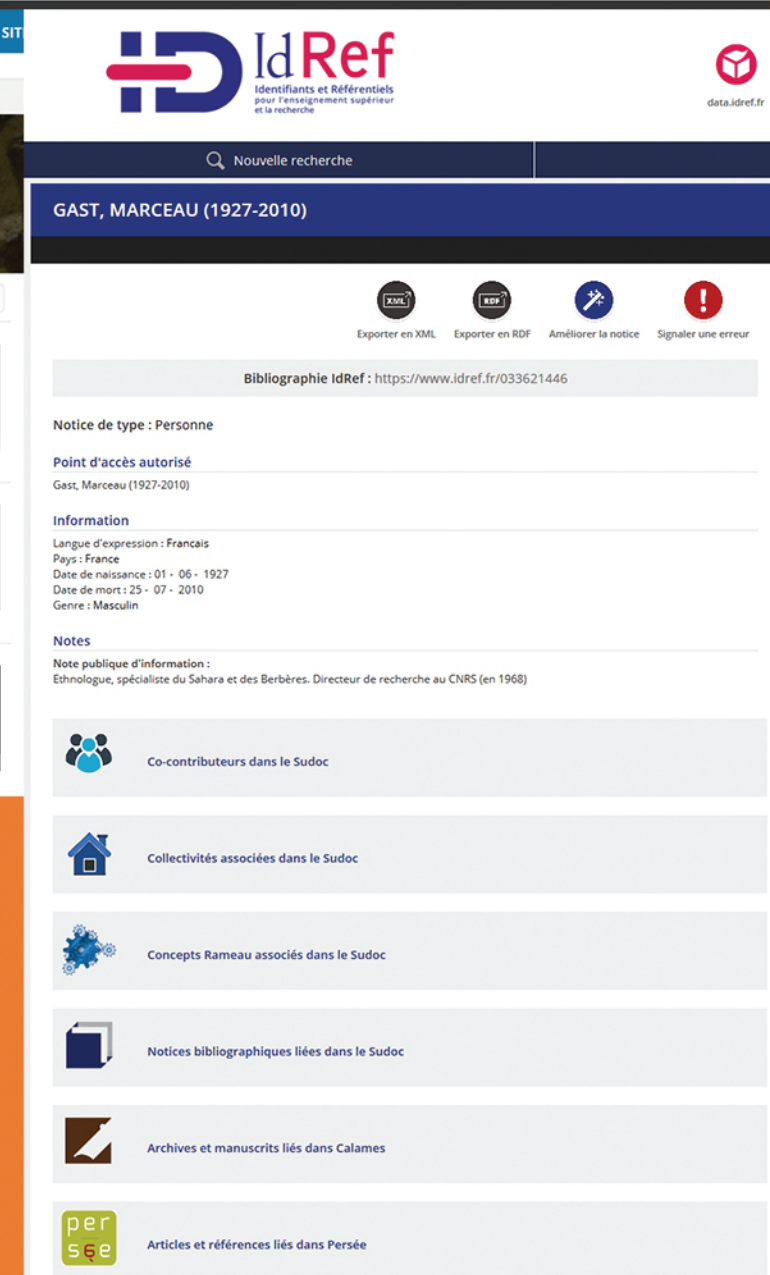 SIT
IdRef
Identifiants et Référentiels
pour l'enseignement supérieur
et la recherche
data.idref.fr
Nouvelle recherche
GAST, MARCEAU (1927-2010)
XML
RDF
Exporter en XML
Exporter en RDF
Améliorer la notice
Signaler une erreur
Bibliographie IdRef : https://www.idref.fr/033621446
Notice de type : Personne
Point d'accès autorisé
Gast, Marceau (1927-2010)
Information
Langue d'expression : Francais
Pays : France
Date de naissance : 01 - 06 - 1927
Date de mort : 25 - 07 - 2010
Genre : Masculin
Notes
Note publique d'information :
Ethnologue, spécialiste du Sahara et des Berbères. Directeur de recherche au CNRS (en 1968)
Co-contributeurs dans le Sudoc
Collectivités associées dans le Sudoc
Concepts Rameau associés dans le Sudoc
Notices bibliographiques liées dans le Sudoc
Archives et manuscrits liés dans Calames
per
sée
Articles et références liés dans Persée